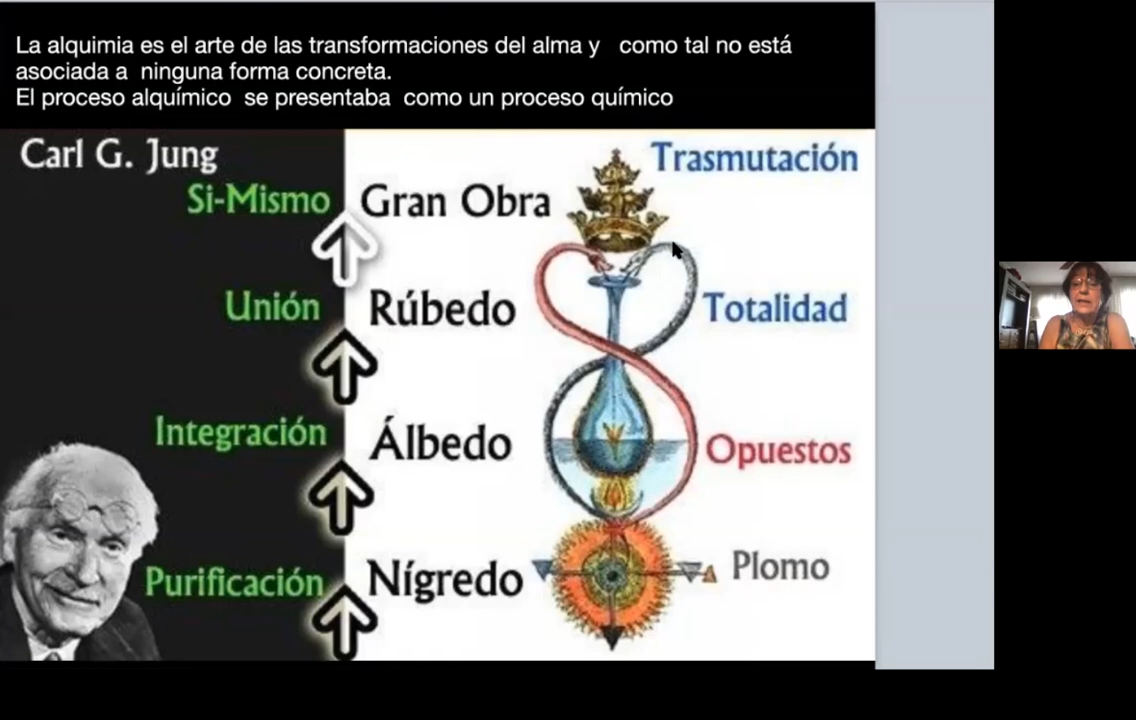 La alquimia es el arte de las transformaciones del alma y como tal no está
asociada a ninguna forma concreta.
El proceso alquímico se presentaba como un proceso químico
Carl G. Jung
Trasmutación
Si-Mismo
Gran Obra
Unión
Rúbedo
Totalidad
Integración
Álbedo
Opuestos
Purificación
Nígredo
Plomo